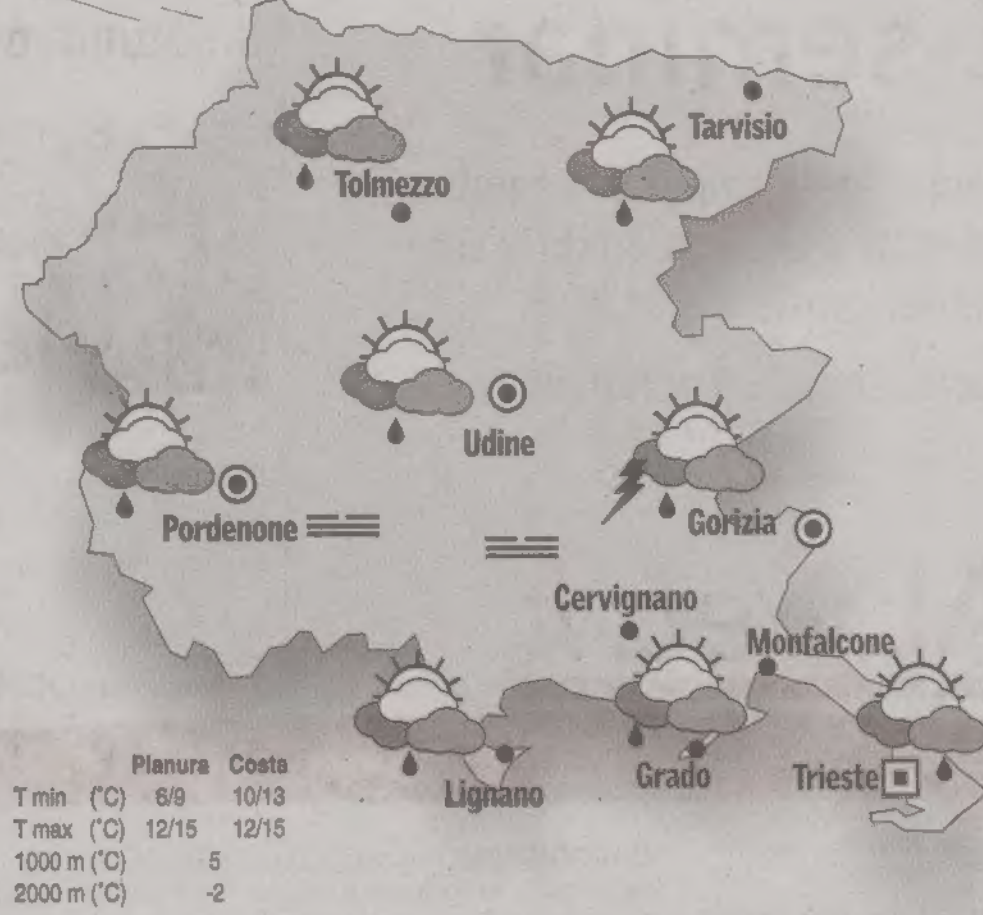 Tarvisio
Tolmezzo
Udine
Pordenone
Gorizia
Cervignano
Monfalcone
Lignano
Grado
Trieste
Planura Costa
T min (°C) 6/9 10/13
T max (°C) 12/15 12/15
1000 m (°C) 5
2000 m (°C) -2